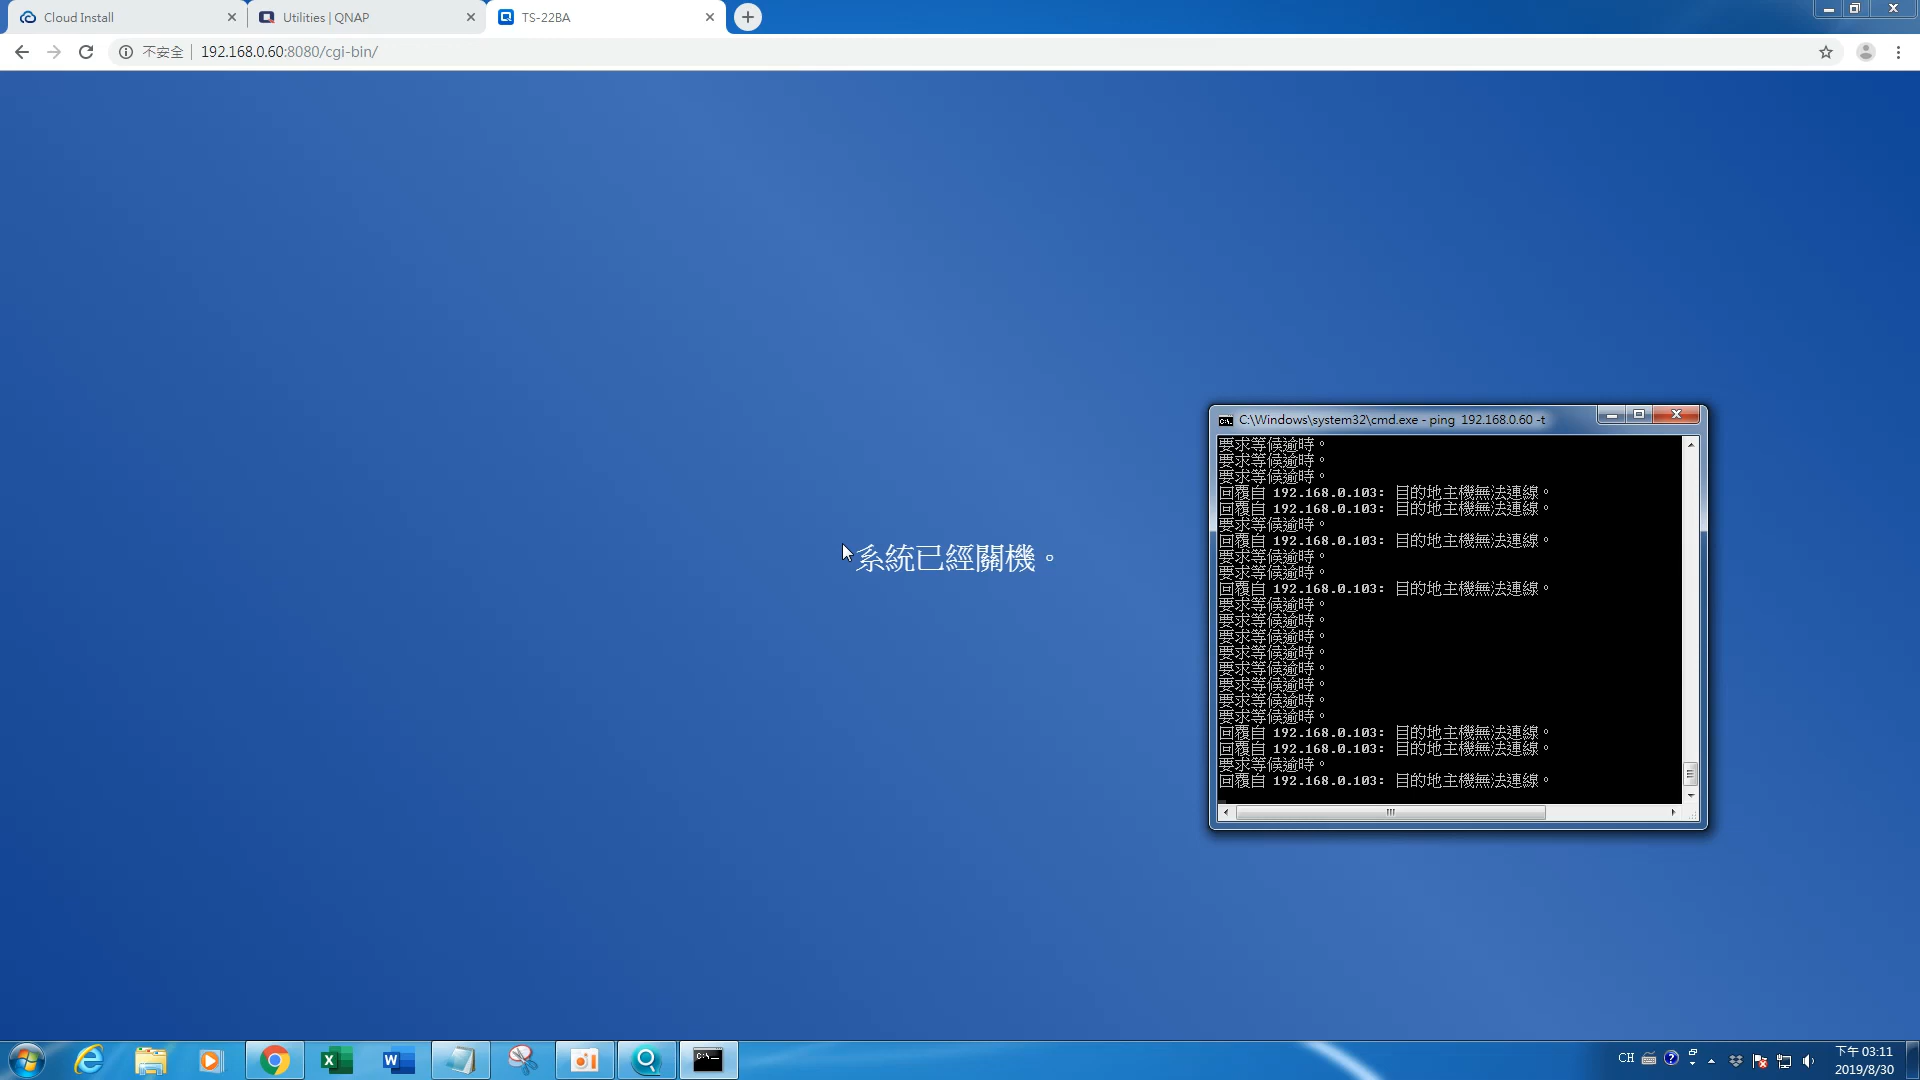 Cloud Install
Utilities | QNAP
TS-22BA
不安全
192.168.0.60:8080/cgi-bin/
系統已經關機。
C:\Windows\system32\cmd.exe - ping 192.168.0.60 -t
要求等候逾時。
要求等候逾時。
要求等候逾時。
回覆自 192.168.0.103: 目的地主機無法連線。
回覆自 192.168.0.103: 目的地主機無法連線。
要求等候逾時。
回覆自 192.168.0.103: 目的地主機無法連線。
要求等候逾時。
要求等候逾時。
回覆自 192.168.0.103: 目的地主機無法連線。
要求等候逾時。
要求等候逾時。
要求等候逾時。
要求等候逾時。
要求等候逾時。
要求等候逾時。
要求等候逾時。
要求等候逾時。
回覆自 192.168.0.103: 目的地主機無法連線。
回覆自 192.168.0.103: 目的地主機無法連線。
要求等候逾時。
回覆自 192.168.0.103: 目的地主機無法連線。
CH
下午 03:11
2019/8/30